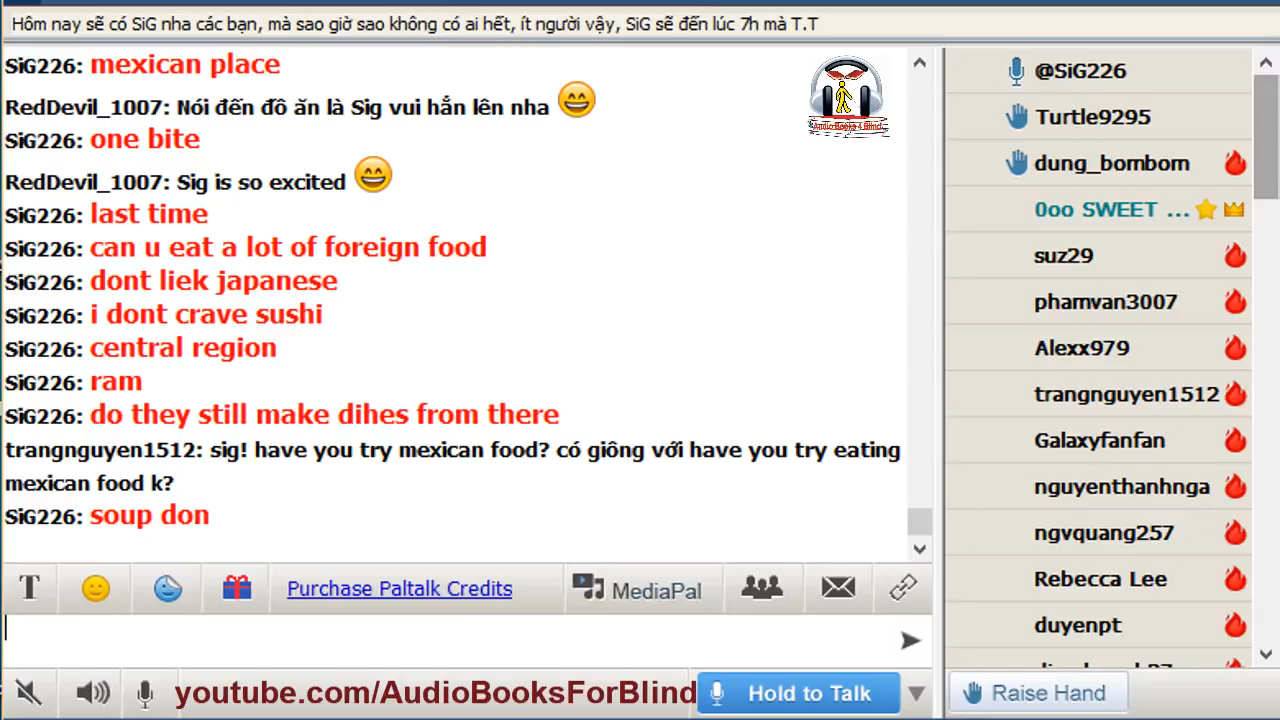 Hôm nay sẽ có SiG nha các bạn, mà sao giờ sao không có ai hết, ít người vậy, SiG sẽ đến lúc 7h mà T.T
SiG226: mexican place
RedDevil_1007: Nói đến đồ ăn là Sig vui hẳn lên nha
SiG226: one bite
RedDevil_1007: Sig is so excited
SiG226: last time
SiG226: can u eat a lot of foreign food
SiG226: dont liek japanese
SiG226: i dont crave sushi
SiG226: central region
SiG226: ram
SiG226: do they still make dihes from there
trangnguyen1512: sig! have you try mexican food? có giông với have you try eating
mexican food k?
SiG226: soup don
AudioBooks 4 Blind
@SiG226
Turtle9295
dung_bombom
0oo SWEET ...
suz29
phamvan3007
Alexx979
trangnguyen1512
Galaxyfanfan
nguyenthanhnga
ngvquang257
Rebecca Lee
duyenpt
T
Purchase Paltalk Credits
MediaPal
youtube.com/AudioBooksForBlind
Hold to Talk
Raise Hand